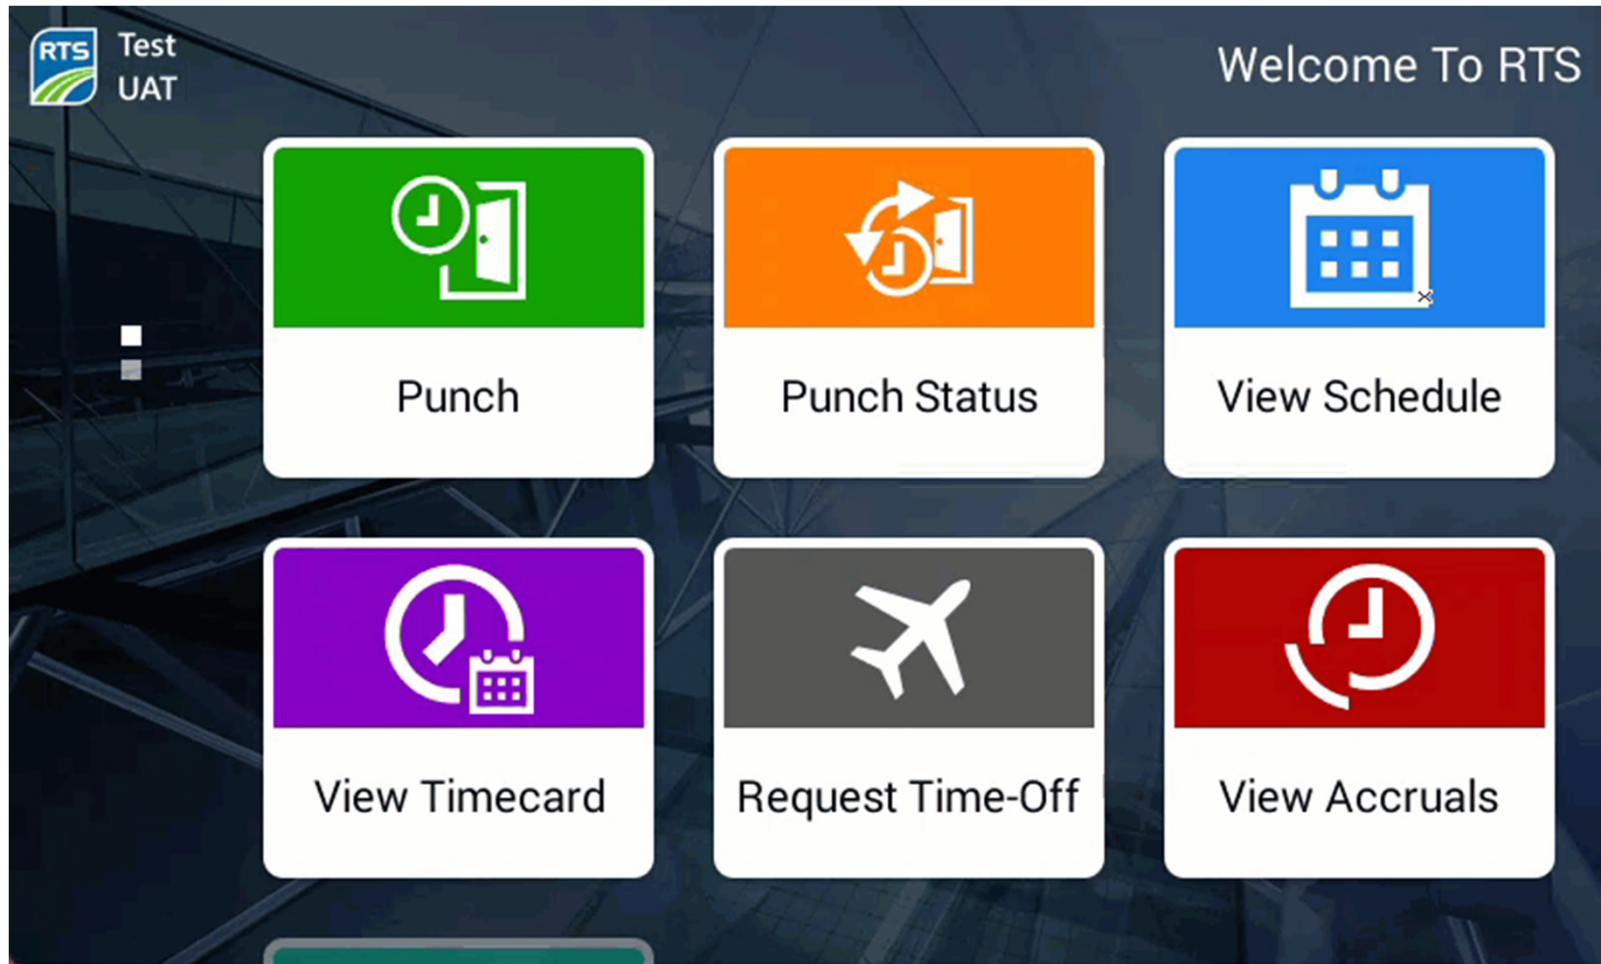 RTS
Test
UAT
Welcome To RTS
Punch
Punch Status
View Schedule
View Timecard
Request Time-Off
View Accruals